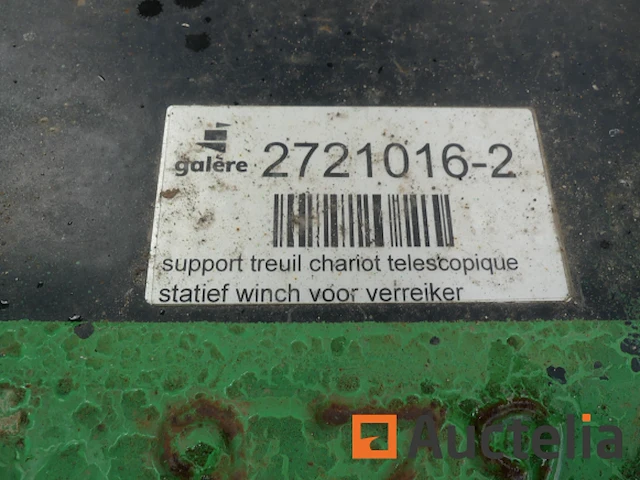 galère 2721016-2
support treuil chariot telescopique
statief winch voor verreiker
Auctelia